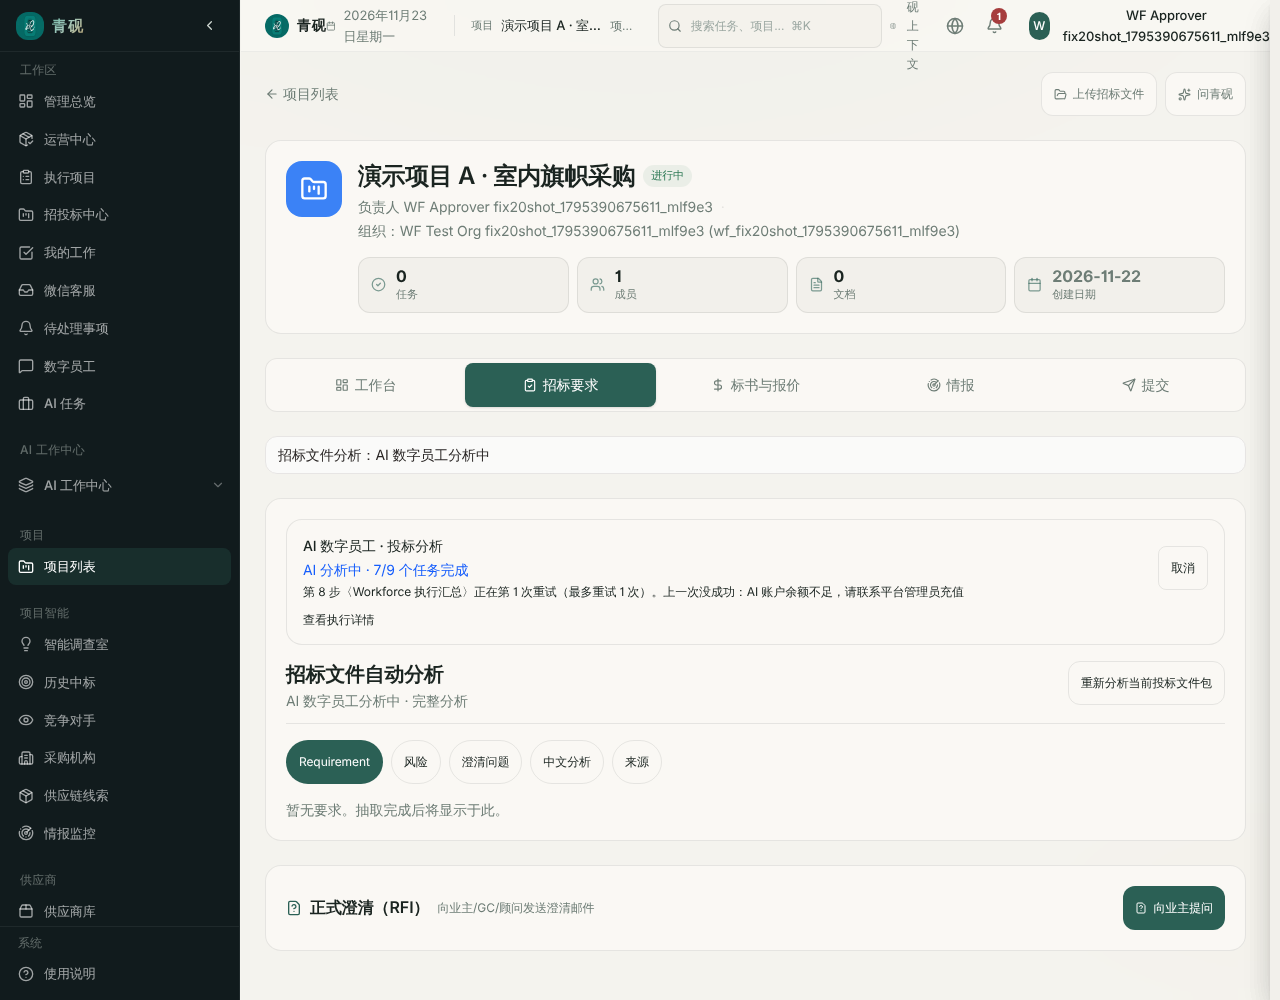 青砚
工作区
管理总览
运营中心
执行项目
招投标中心
我的工作
微信客服
待处理事项
数字员工
AI 任务
AI 工作中心
AI 工作中心
项目
项目列表
项目智能
智能调查室
历史中标
竞争对手
采购机构
供应链线索
情报监控
供应商
供应商库
系统
使用说明
青砚
2026年11月23
日星期一
项目 演示项目 A · 室... 项...
搜索任务、项目... ⌘K
砚
上
下
文
1
W
WF Approver
fix20shot_1795390675611_mlf9e3
项目列表
上传招标文件
问青砚
演示项目 A · 室内旗帜采购 进行中
负责人 WF Approver fix20shot_1795390675611_mlf9e3 ·
组织：WF Test Org fix20shot_1795390675611_mlf9e3 (wf_fix20shot_1795390675611_mlf9e3)
0
任务
1
成员
0
文档
2026-11-22
创建日期
工作台
招标要求
标书与报价
情报
提交
招标文件分析：AI 数字员工分析中
AI 数字员工 · 投标分析
AI 分析中 · 7/9 个任务完成
第 8 步〈Workforce 执行汇总〉正在第 1 次重试（最多重试 1 次）。上一次没成功：AI 账户余额不足，请联系平台管理员充值
查看执行详情
取消
招标文件自动分析
AI 数字员工分析中 · 完整分析
重新分析当前投标文件包
Requirement
风险
澄清问题
中文分析
来源
暂无要求。抽取完成后将显示于此。
正式澄清（RFI） 向业主/GC/顾问发送澄清邮件
向业主提问